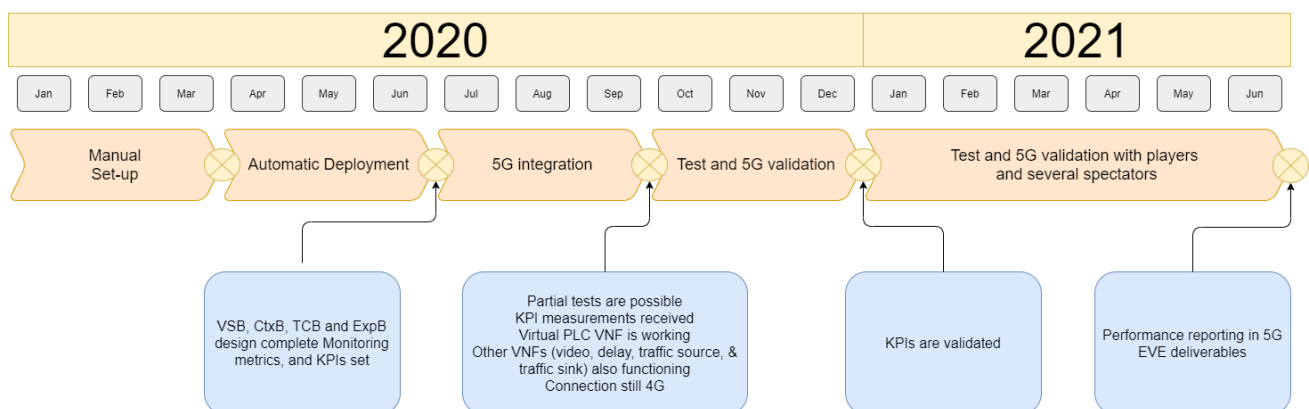 2020
2021
Jan
Feb
Mar
Apr
May
Jun
Jul
Aug
Sep
Oct
Nov
Dec
Jan
Feb
Mar
Apr
May
Jun
Manual
Set-up
Automatic Deployment
5G integration
Test and 5G validation
Test and 5G validation with players
and several spectators
VSB, CtxB, TCB and ExpB
design complete Monitoring
metrics, and KPIs set
Partial tests are possible
KPI measurements received
Virtual PLC VNF is working
Other VNFs (video, delay, traffic source, &
traffic sink) also functioning
Connection still 4G
KPIs are validated
Performance reporting in 5G
EVE deliverables